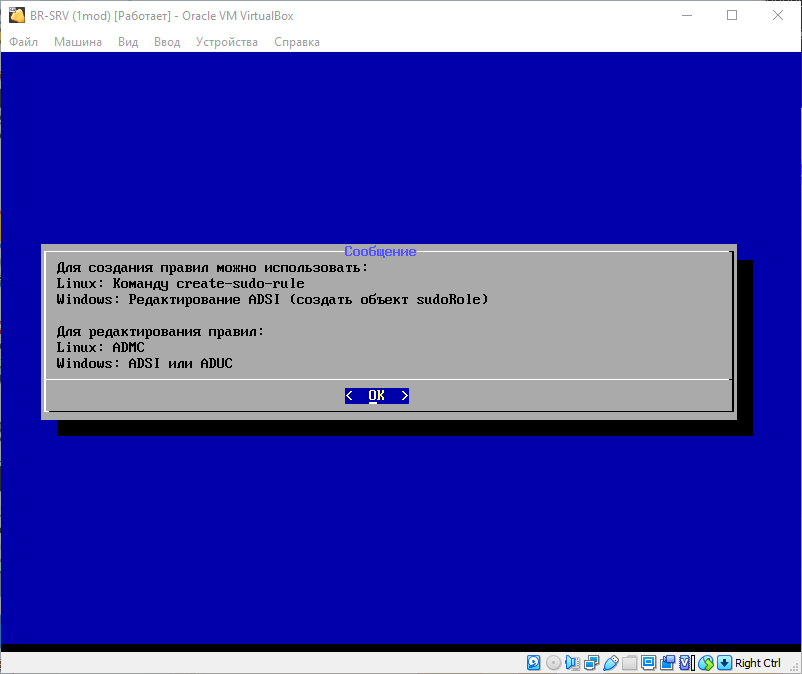 BR-SRV (1mod) [Работает] - Oracle VM VirtualBox
Файл Машина Вид Ввод Устройства Справка
Сообщение
Для создания правил можно использовать:
Linux: Команду create-sudo-rule
Windows: Редактирование ADSI (создать объект sudoRole)
Для редактирования правил:
Linux: ADMC
Windows: ADSI или ADUC
< OK >
Right Ctrl